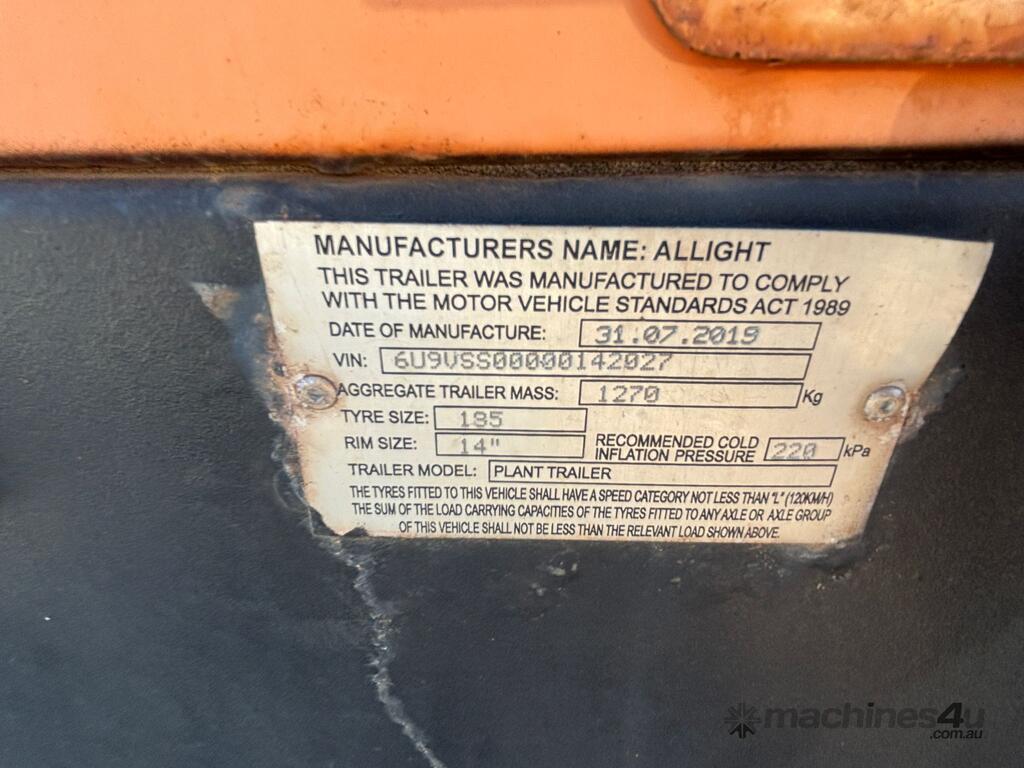 MANUFACTURERS NAME: ALLIGHT
THIS TRAILER WAS MANUFACTURED TO COMPLY
WITH THE MOTOR VEHICLE STANDARDS ACT 1989
DATE OF MANUFACTURE: 31.07.2019
VIN: 6U9VSS00000142027
AGGREGATE TRAILER MASS: 1270 Kg
TYRE SIZE: 195
RIM SIZE: 14" RECOMMENDED COLD INFLATION PRESSURE 220 kPa
TRAILER MODEL: PLANT TRAILER
THE TYRES FITTED TO THIS VEHICLE SHALL HAVE A SPEED CATEGORY NOT LESS THAN "L" (120KM/H)
THE SUM OF THE LOAD CARRYING CAPACITIES OF THE TYRES FITTED TO ANY AXLE OR AXLE GROUP
OF THIS VEHICLE SHALL NOT BE LESS THAN THE RELEVANT LOAD SHOWN ABOVE.
machines4u
.com.au